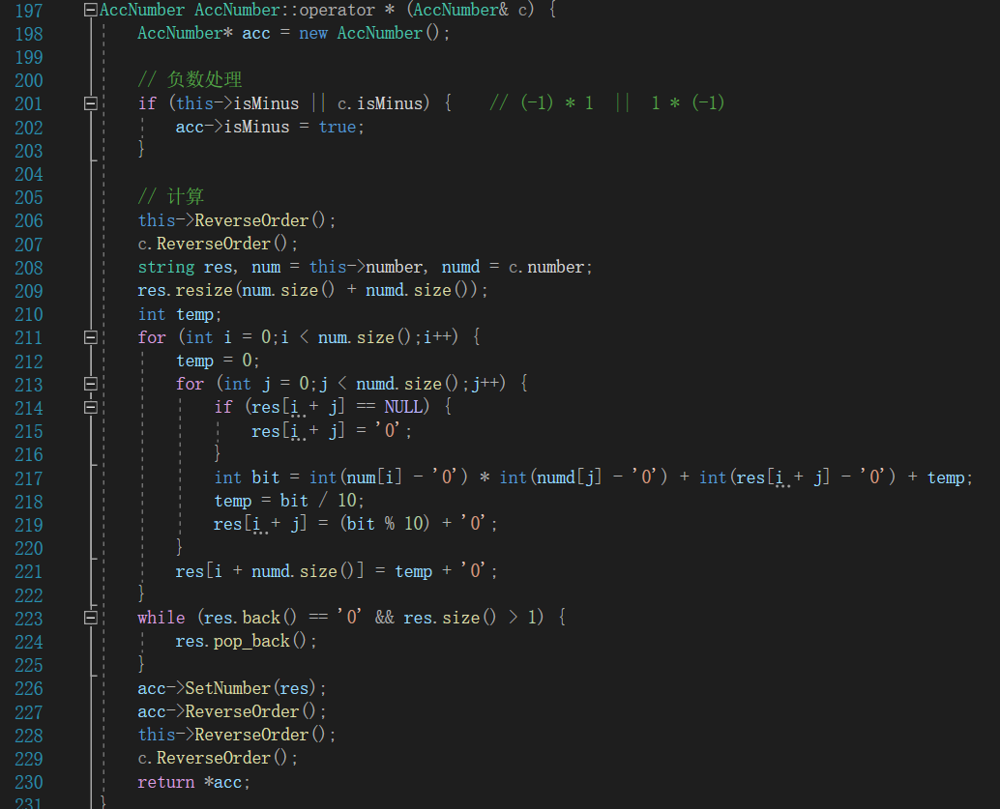 197 AccNumber AccNumber::operator * (AccNumber& c) {
198 AccNumber* acc = new AccNumber();
199
200 // 负数处理
201 if (this->isMinus || c.isMinus) { // (-1) * 1 || 1 * (-1)
202 acc->isMinus = true;
203 }
204
205 // 计算
206 this->ReverseOrder();
207 c.ReverseOrder();
208 string res, num = this->number, numd = c.number;
209 res.resize(num.size() + numd.size());
210 int temp;
211 for (int i = 0;i < num.size();i++) {
212 temp = 0;
213 for (int j = 0;j < numd.size();j++) {
214 if (res[i + j] == NULL) {
215 res[i + j] = '0';
216 }
217 int bit = int(num[i] - '0') * int(numd[j] - '0') + int(res[i + j] - '0') + temp;
218 temp = bit / 10;
219 res[i + j] = (bit % 10) + '0';
220 }
221 res[i + numd.size()] = temp + '0';
222 }
223 while (res.back() == '0' && res.size() > 1) {
224 res.pop_back();
225 }
226 acc->SetNumber(res);
227 acc->ReverseOrder();
228 this->ReverseOrder();
229 c.ReverseOrder();
230 return *acc;
231 }